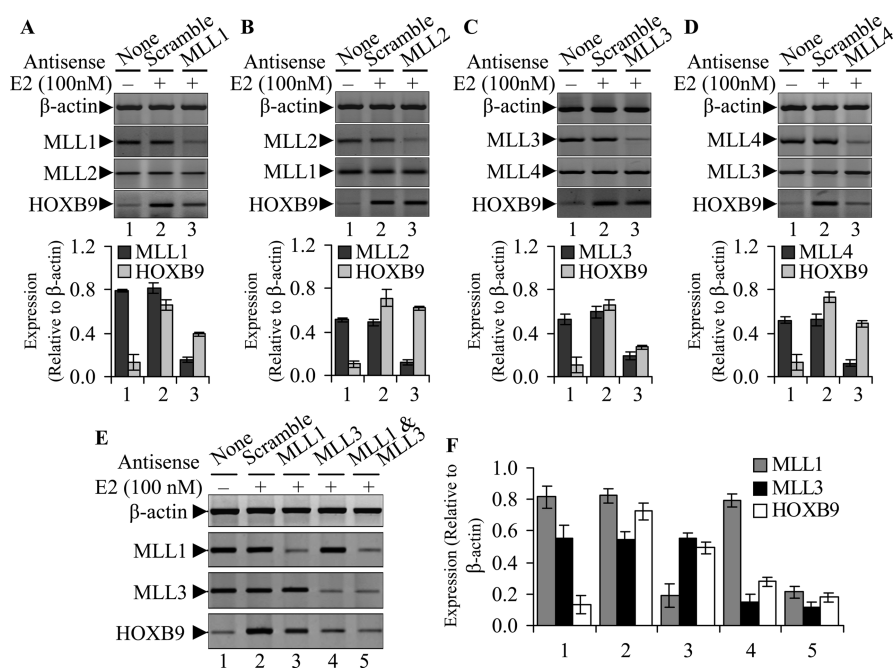 A
None
Scramble
MLL1
Antisense
E2 (100nM) – + +
β-actin
MLL1
MLL2
HOXB9
1 2 3
Expression
(Relative to β-actin)
1.2
0.8
0.4
0.0
MLL1
HOXB9
1 2 3
B
None
Scramble
MLL2
Antisense
E2 (100nM) – + +
β-actin
MLL2
MLL1
HOXB9
1 2 3
Expression
(Relative to β-actin)
1.2
0.8
0.4
0.0
MLL2
HOXB9
1 2 3
C
None
Scramble
MLL3
Antisense
E2 (100nM) – + +
β-actin
MLL3
MLL4
HOXB9
1 2 3
Expression
(Relative to β-actin)
1.2
0.8
0.4
0.0
MLL3
HOXB9
1 2 3
D
None
Scramble
MLL4
Antisense
E2 (100nM) – + +
β-actin
MLL4
MLL3
HOXB9
1 2 3
Expression
(Relative to β-actin)
1.2
0.8
0.4
0.0
MLL4
HOXB9
1 2 3
E
None
Scramble
MLL1
MLL3
MLL1 &
MLL3
Antisense
E2 (100 nM) – + + + +
β-actin
MLL1
MLL3
HOXB9
1 2 3 4 5
F
Expression (Relative to
β-actin)
1.0
0.8
0.6
0.4
0.2
0.0
MLL1
MLL3
HOXB9
1 2 3 4 5